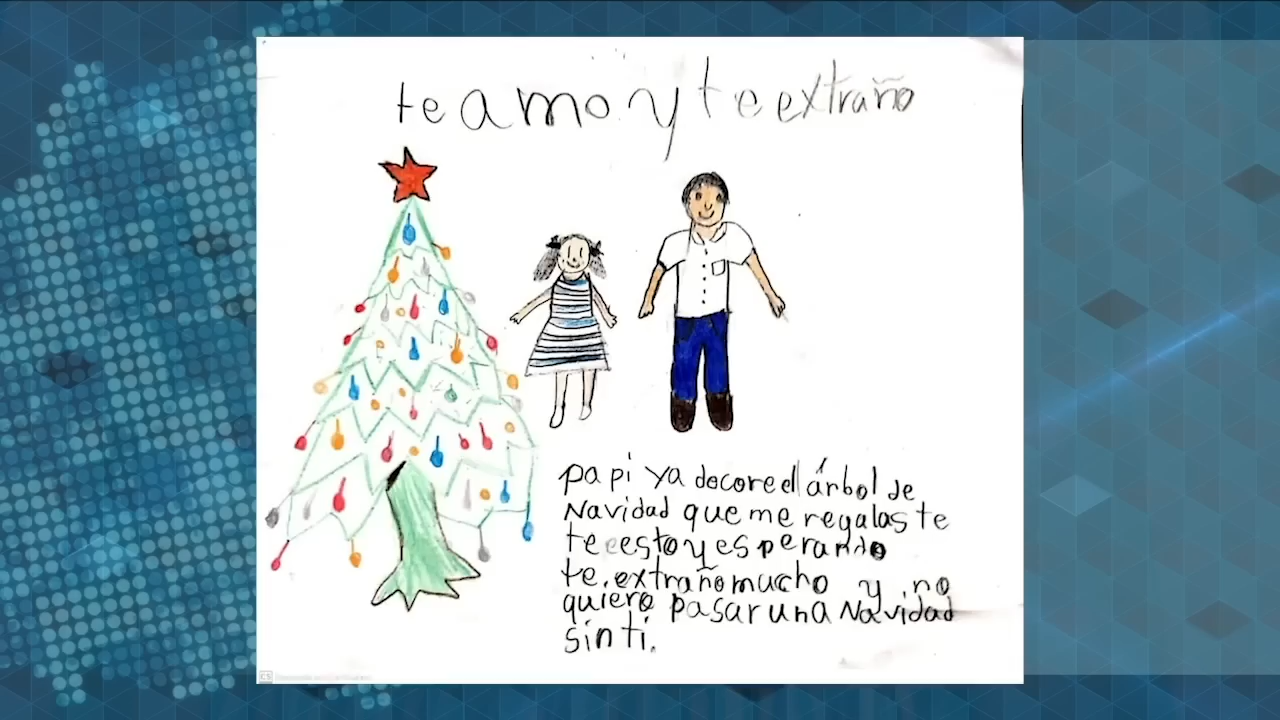 te amo y te extraño
papi ya decore el árbol de
Navidad que me regalaste
te estoy esperando
te extraño mucho y no
quiero pasar una Navidad
sin ti.
CS